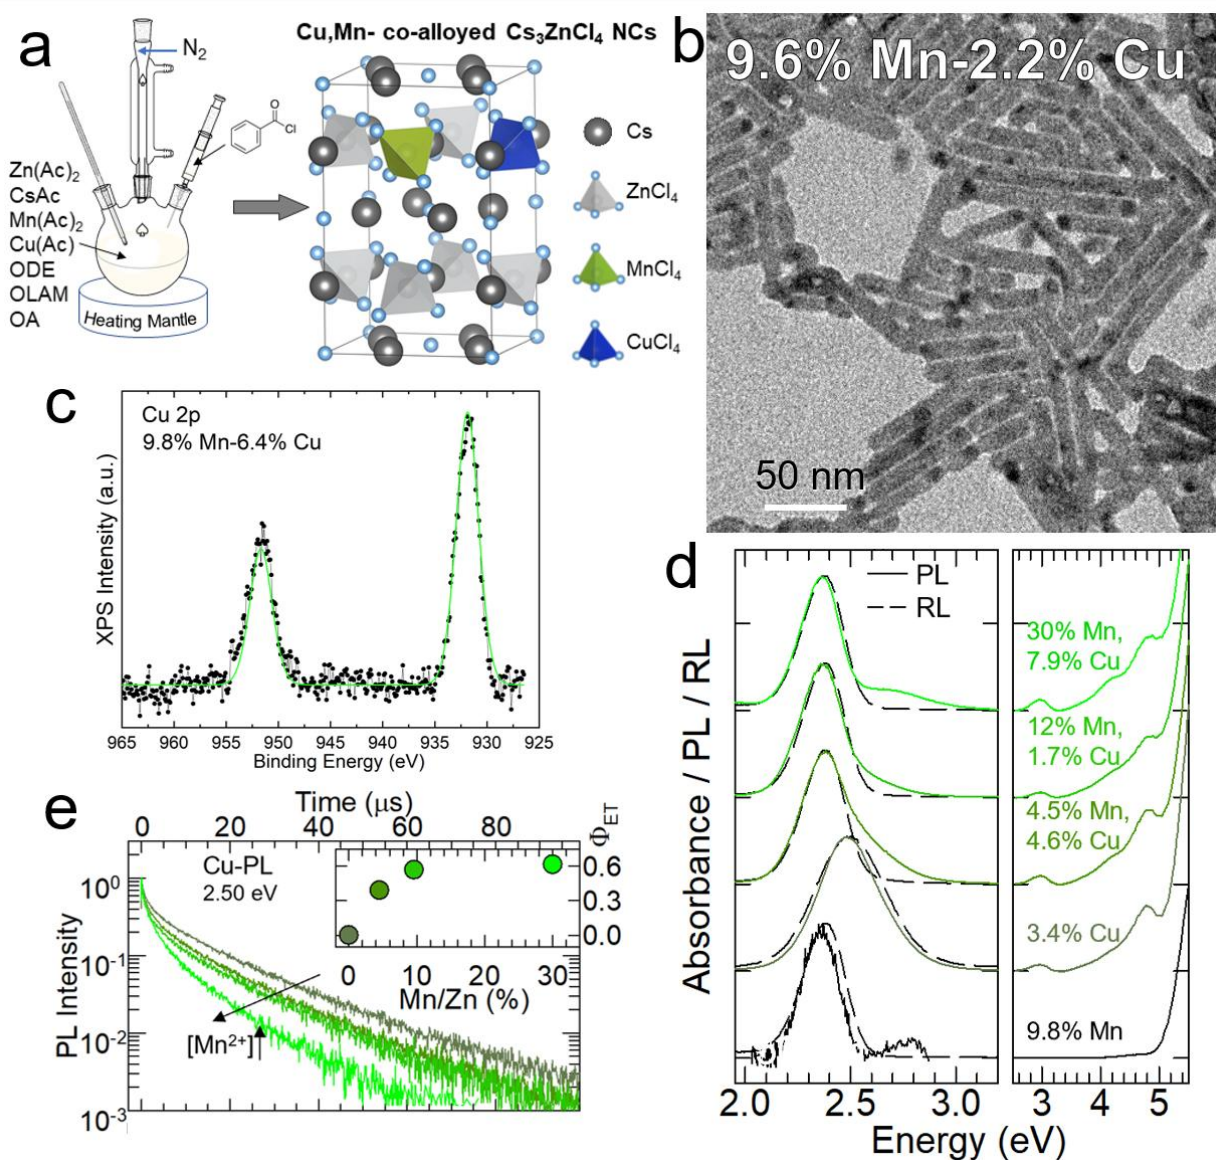 a
N2
Cl
O
Zn(Ac)2
CsAc
Mn(Ac)2
Cu(Ac)
ODE
OLAM
OA
Heating Mantle
Cu,Mn- co-alloyed Cs3ZnCl4 NCs
Cs
ZnCl4
MnCl4
CuCl4
b
9.6% Mn-2.2% Cu
50 nm
c
Cu 2p
9.8% Mn-6.4% Cu
XPS Intensity (a.u.)
965 960 955 950 945 940 935 930 925
Binding Energy (eV)
d
PL
RL
Absorbance / PL / RL
30% Mn,
7.9% Cu
12% Mn,
1.7% Cu
4.5% Mn,
4.6% Cu
3.4% Cu
9.8% Mn
2.0 2.5 3.0 3 4 5
Energy (eV)
e
Time (μs)
0 20 40 60 80
ΦET
Cu-PL
2.50 eV
0.6
0.3
0.0
0 10 20 30
Mn/Zn (%)
[Mn2+]
PL Intensity
10^0
10^-1
10^-2
10^-3